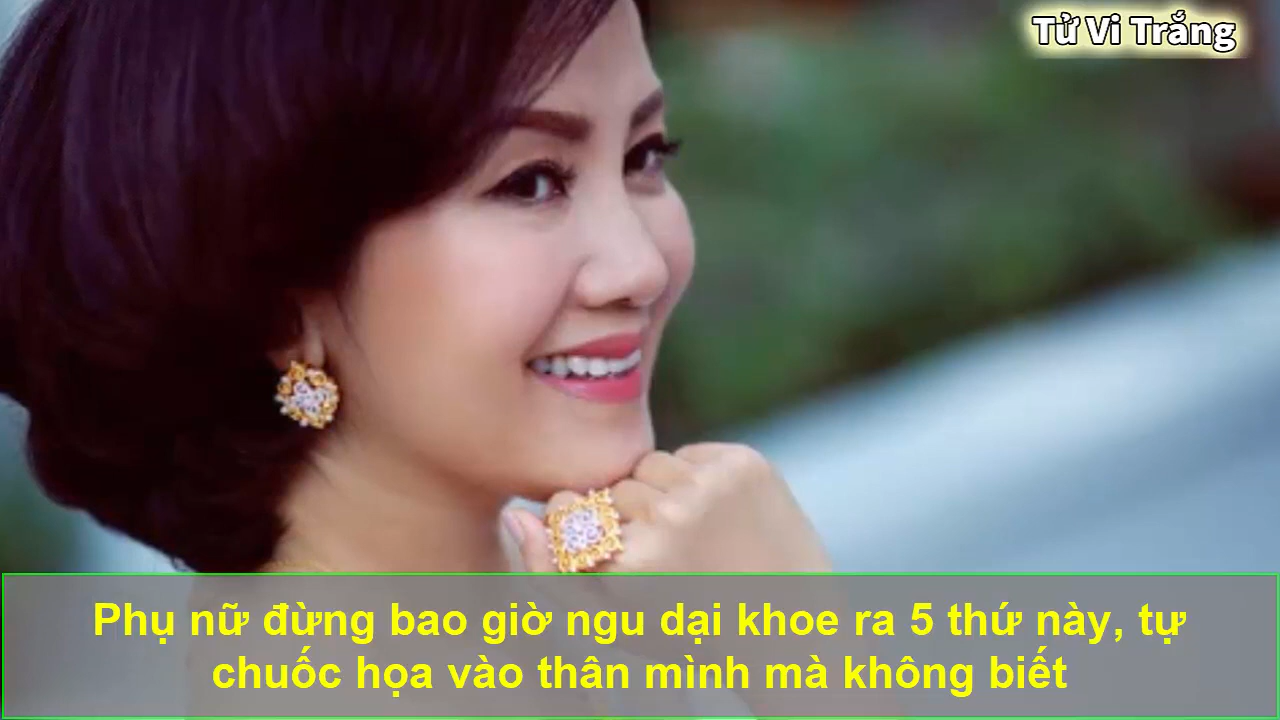 Tử Vi Trắng
Phụ nữ đừng bao giờ ngu dại khoe ra 5 thứ này, tự
chuốc họa vào thân mình mà không biết